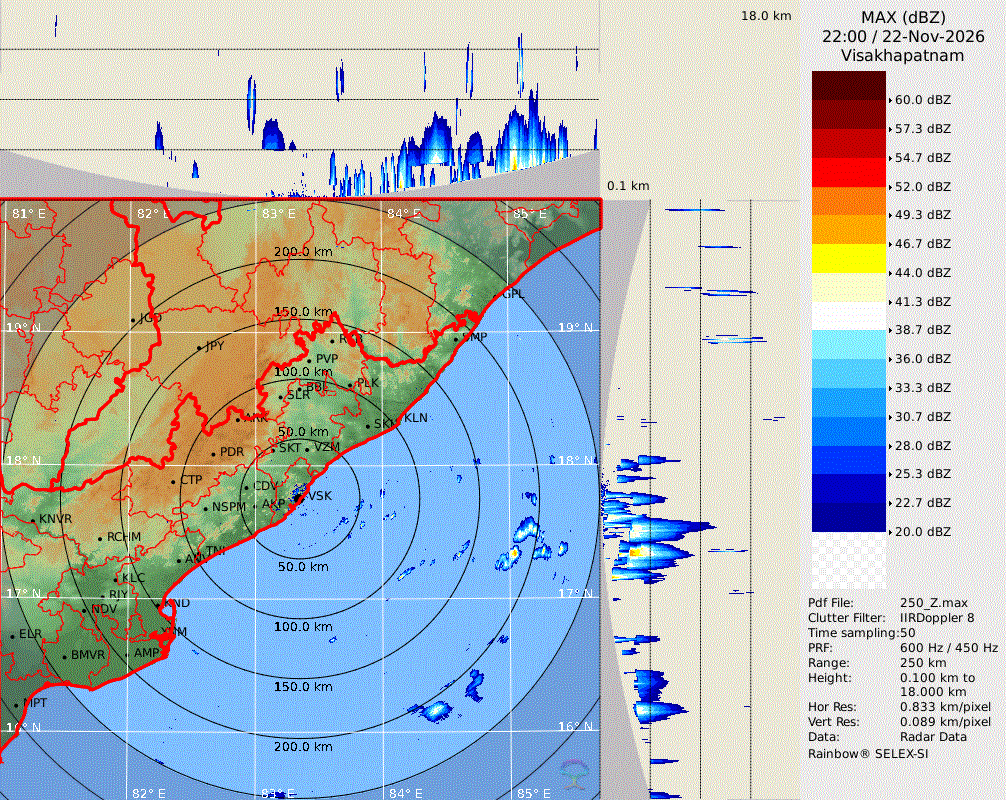 18.0 km
MAX (dBZ)
22:00 / 22-Nov-2026
Visakhapatnam
60.0 dBZ
57.3 dBZ
54.7 dBZ
52.0 dBZ
49.3 dBZ
46.7 dBZ
44.0 dBZ
41.3 dBZ
38.7 dBZ
36.0 dBZ
33.3 dBZ
30.7 dBZ
28.0 dBZ
25.3 dBZ
22.7 dBZ
20.0 dBZ
0.1 km
81° E
82° E
83° E
84° E
85° E
200.0 km
GPL
150.0 km
JGD
19° N
19° N
SMP
JPY
PVP
100.0 km
BBL
PLK
SLR
ARK
KLN
SKM
50.0 km
PDR
SKT
VZM
18° N
18° N
CTP
CDV
VSK
NSPM
AKP
KNVR
RCHM
TNI
50.0 km
KLC
RJY
17° N
17° N
KND
NDV
100.0 km
ELR
BMVR
AMP
150.0 km
MPT
16° N
16° N
200.0 km
82° E
83° E
84° E
85° E
Pdf File: 250_Z.max
Clutter Filter: IIRDoppler 8
Time sampling:50
PRF: 600 Hz / 450 Hz
Range: 250 km
Height: 0.100 km to
18.000 km
Hor Res: 0.833 km/pixel
Vert Res: 0.089 km/pixel
Data: Radar Data
Rainbow® SELEX-SI